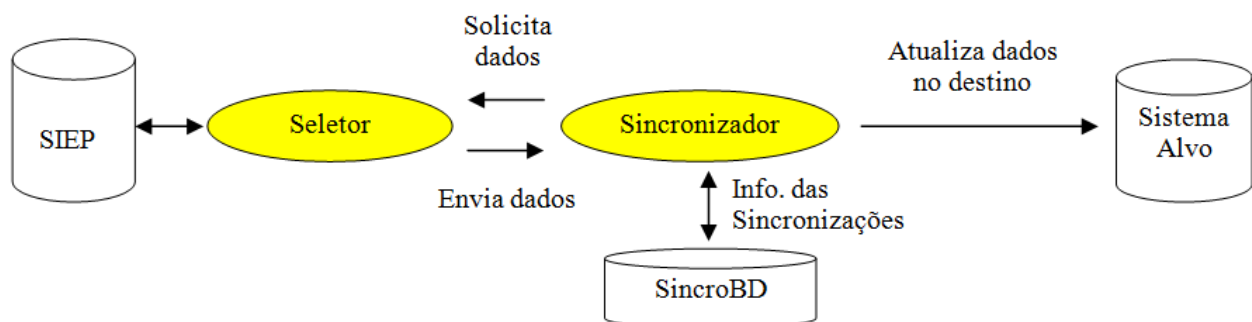 Solicita
dados
Atualiza dados
no destino
SIEP
Seletor
Sincronizador
Sistema
Alvo
Envia dados
Info. das
Sincronizações
SincroBD